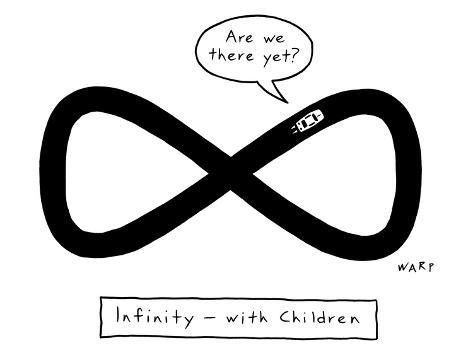 Are we
there yet?
WARP
Infinity – with Children